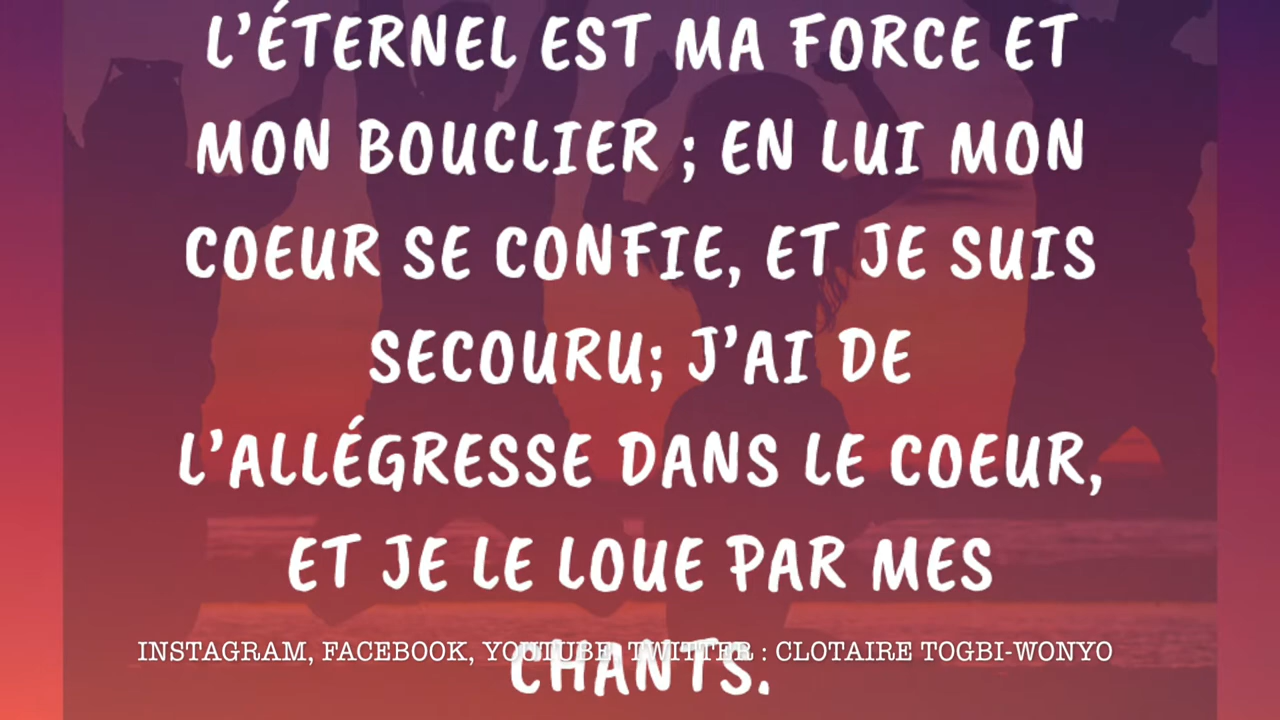 L'ÉTERNEL EST MA FORCE ET
MON BOUCLIER ; EN LUI MON
COEUR SE CONFIE, ET JE SUIS
SECOURU; J'AI DE
L'ALLÉGRESSE DANS LE COEUR,
ET JE LE LOUE PAR MES
CHANTS.
INSTAGRAM, FACEBOOK, YOUTUBE, TWITTER : CLOTAIRE TOGBI-WONYO